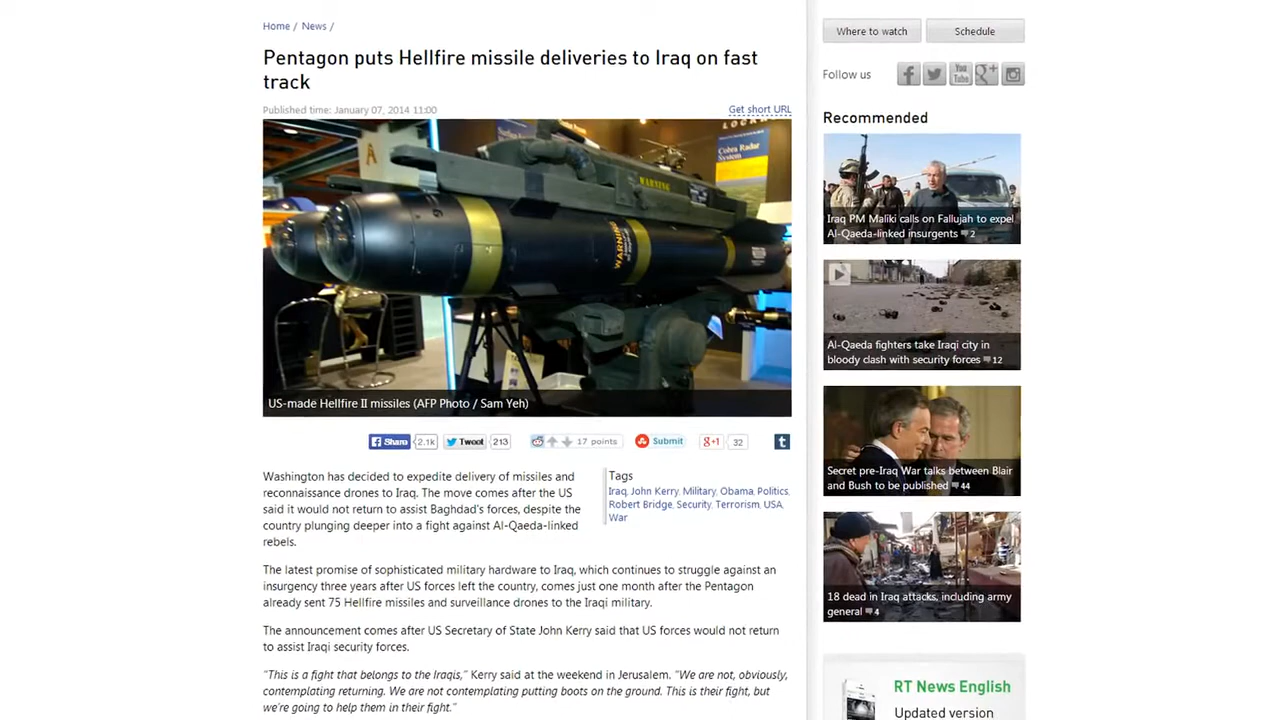 Home / News /
Pentagon puts Hellfire missile deliveries to Iraq on fast
track
Published time: January 07, 2014 11:00
Get short URL
A
Cobra Radar
System
WARNING
WARNING
US-made Hellfire II missiles (AFP Photo / Sam Yeh)
Share 2.1k
Tweet 213
17 points
Submit
g+1 32
t
Washington has decided to expedite delivery of missiles and
reconnaissance drones to Iraq. The move comes after the US
said it would not return to assist Baghdad's forces, despite the
country plunging deeper into a fight against Al-Qaeda-linked
rebels.
Tags
Iraq, John Kerry, Military, Obama, Politics,
Robert Bridge, Security, Terrorism, USA,
War
The latest promise of sophisticated military hardware to Iraq, which continues to struggle against an
insurgency three years after US forces left the country, comes just one month after the Pentagon
already sent 75 Hellfire missiles and surveillance drones to the Iraqi military.
The announcement comes after US Secretary of State John Kerry said that US forces would not return
to assist Iraqi security forces.
“This is a fight that belongs to the Iraqis,” Kerry said at the weekend in Jerusalem. “We are not, obviously,
contemplating returning. We are not contemplating putting boots on the ground. This is their fight, but
we’re going to help them in their fight.”
Where to watch
Schedule
Follow us
f
You
Tube
g+
Recommended
Iraq PM Maliki calls on Fallujah to expel
Al-Qaeda-linked insurgents 2
Al-Qaeda fighters take Iraqi city in
bloody clash with security forces 12
Secret pre-Iraq War talks between Blair
and Bush to be published 44
18 dead in Iraq attacks, including army
general 4
RT News English
Updated version